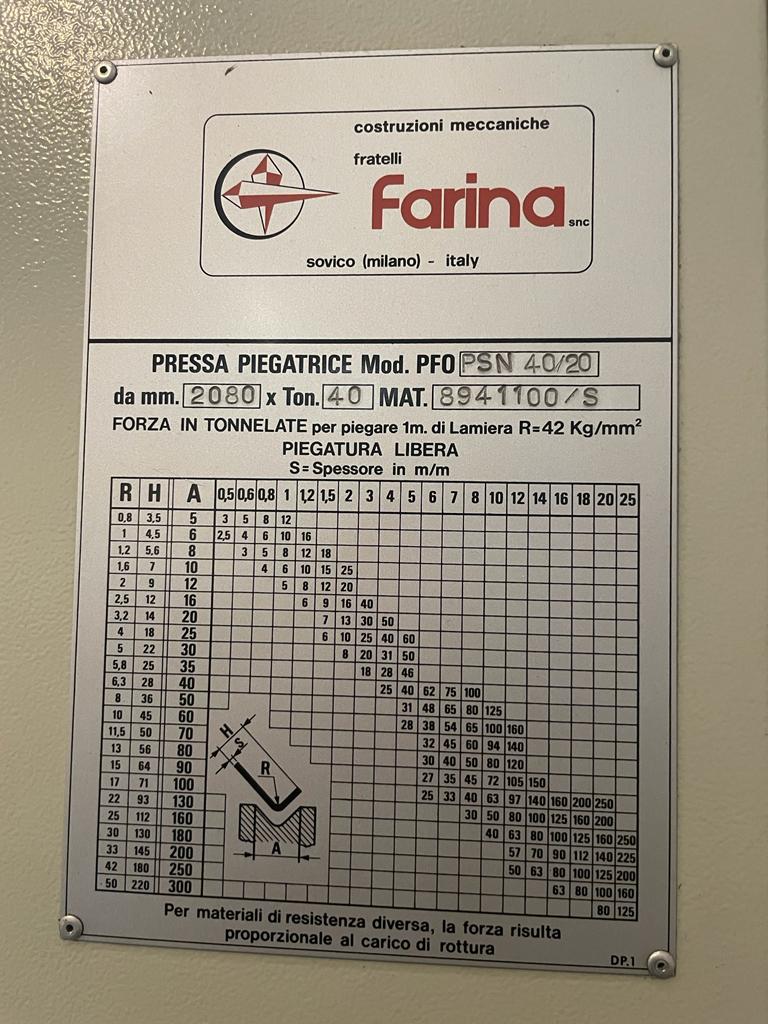 costruzioni meccaniche
fratelli
Farina snc
sovico (milano) - italy
PRESSA PIEGATRICE Mod. PFO PSN 40/20
da mm. 2080 x Ton. 40 MAT. 8941100/S
FORZA IN TONNELATE per piegare 1m. di Lamiera R=42 Kg/mm²
PIEGATURA LIBERA
S=Spessore in m/m
R H A 0,5 0,6 0,8 1 1,2 1,5 2 3 4 5 6 7 8 10 12 14 16 18 20 25
0,8 3,5 5 3 5 8 12
1 4,5 6 2,5 4 6 10 16
1,2 5,6 8 3 5 8 12 18
1,6 7 10 4 6 10 15 25
2 9 12 5 8 12 20
2,5 12 16 6 9 16 40
3,2 14 20 7 13 30 50
4 18 25 6 10 25 40 60
5 22 30 8 20 31 50
5,8 25 35 18 28 46
6,3 28 40 25 40 62 75 100
8 36 50 31 48 65 80 125
10 45 60 28 38 54 65 100 160
11,5 50 70 32 45 60 94 140
13 56 80 30 40 50 80 120
15 64 90 27 35 45 72 105 150
17 71 100 25 33 40 63 97 140 160 200 250
22 93 130 30 50 80 100 125 160 200
25 112 160 40 63 80 100 125 160 250
30 130 180 57 70 90 112 140 225
33 145 200 50 63 80 100 125 200
42 180 250 63 80 100 160
50 220 300 80 125
H
S
R
A
Per materiali di resistenza diversa, la forza risulta
proporzionale al carico di rottura
DP.1